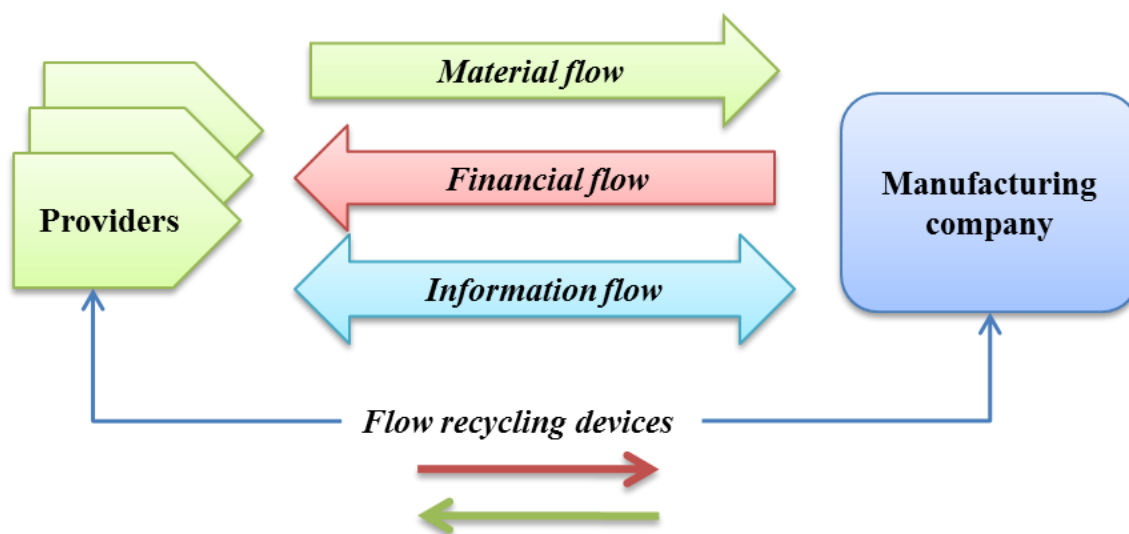 Material flow
Financial flow
Providers
Manufacturing
company
Information flow
Flow recycling devices